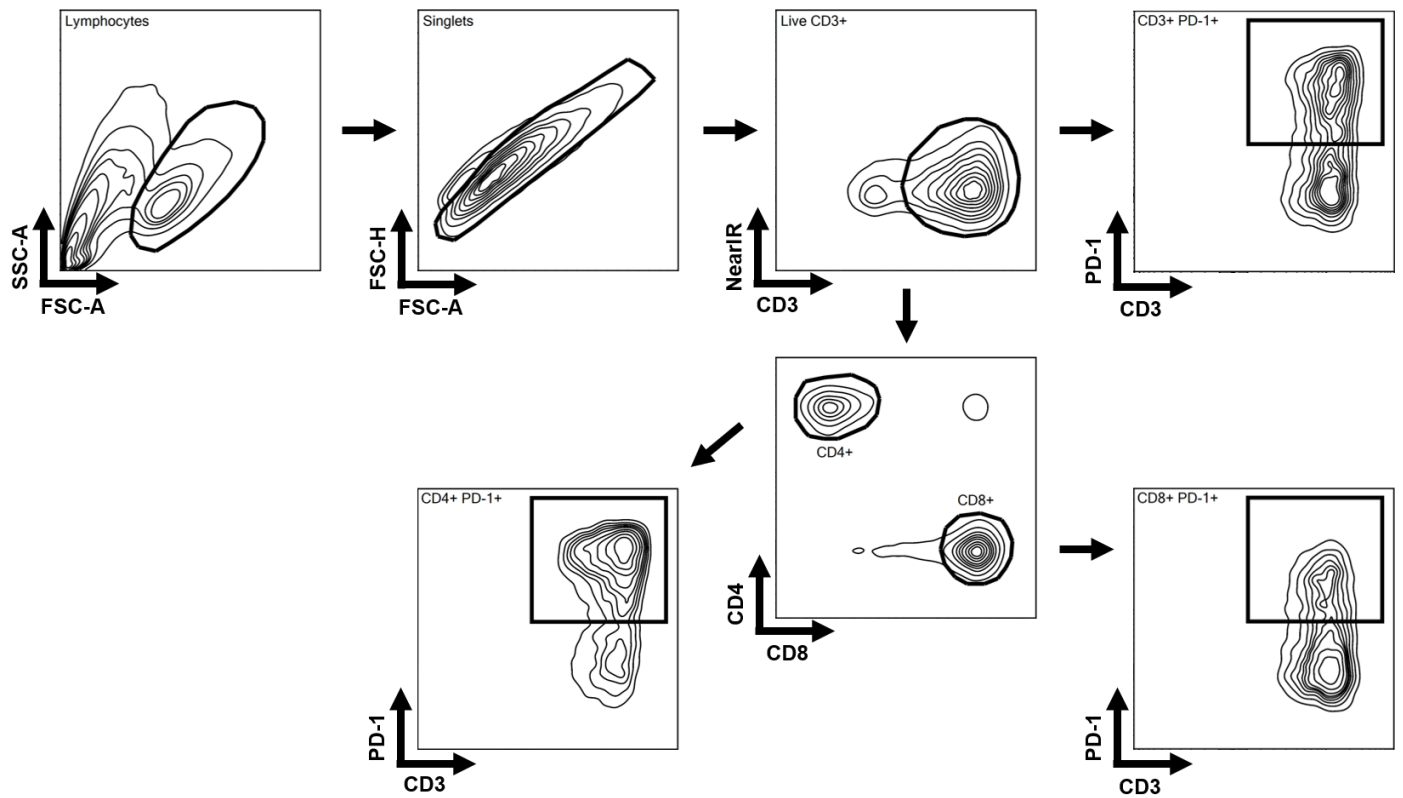 Lymphocytes
SSC-A
FSC-A
Singlets
FSC-H
FSC-A
Live CD3+
NearIR
CD3
CD3+ PD-1+
PD-1
CD3
CD4+
CD8+
CD4
CD8
CD4+ PD-1+
PD-1
CD3
CD8+ PD-1+
PD-1
CD3